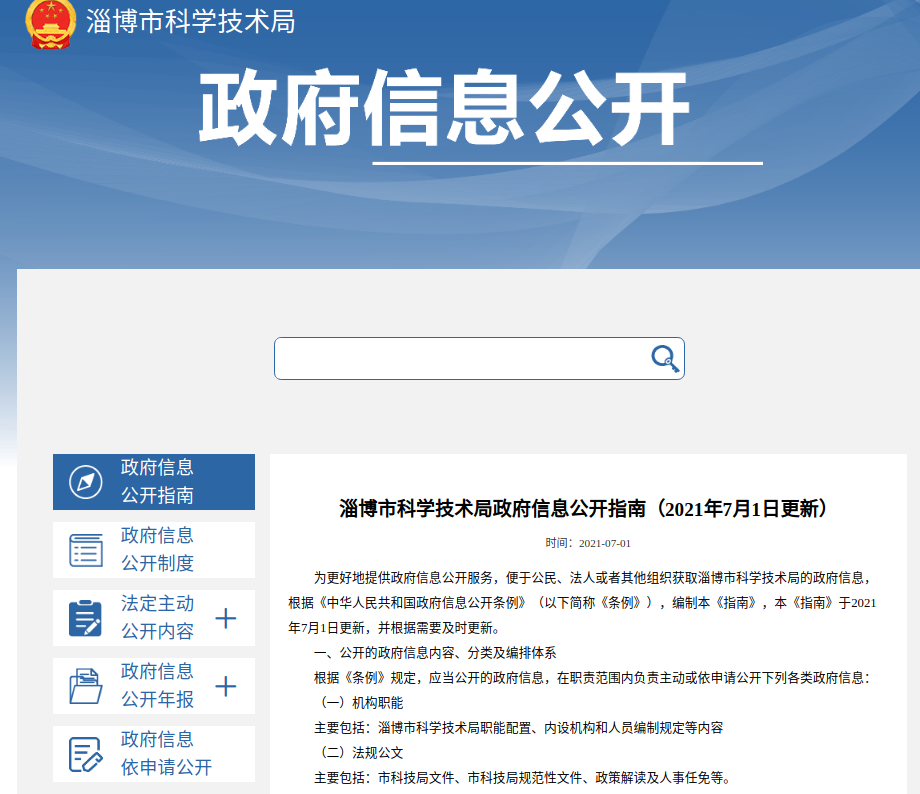 淄博市科学技术局
政府信息公开
政府信息
公开指南
政府信息
公开制度
法定主动
公开内容
政府信息
公开年报
政府信息
依申请公开
淄博市科学技术局政府信息公开指南（2021年7月1日更新）
时间：2021-07-01
为更好地提供政府信息公开服务，便于公民、法人或者其他组织获取淄博市科学技术局的政府信息，
根据《中华人民共和国政府信息公开条例》（以下简称《条例》），编制本《指南》，本《指南》于2021
年7月1日更新，并根据需要及时更新。
一、公开的政府信息内容、分类及编排体系
根据《条例》规定，应当公开的政府信息，在职责范围内负责主动或依申请公开下列各类政府信息：
（一）机构职能
主要包括：淄博市科学技术局职能配置、内设机构和人员编制规定等内容
（二）法规公文
主要包括：市科技局文件、市科技局规范性文件、政策解读及人事任免等。